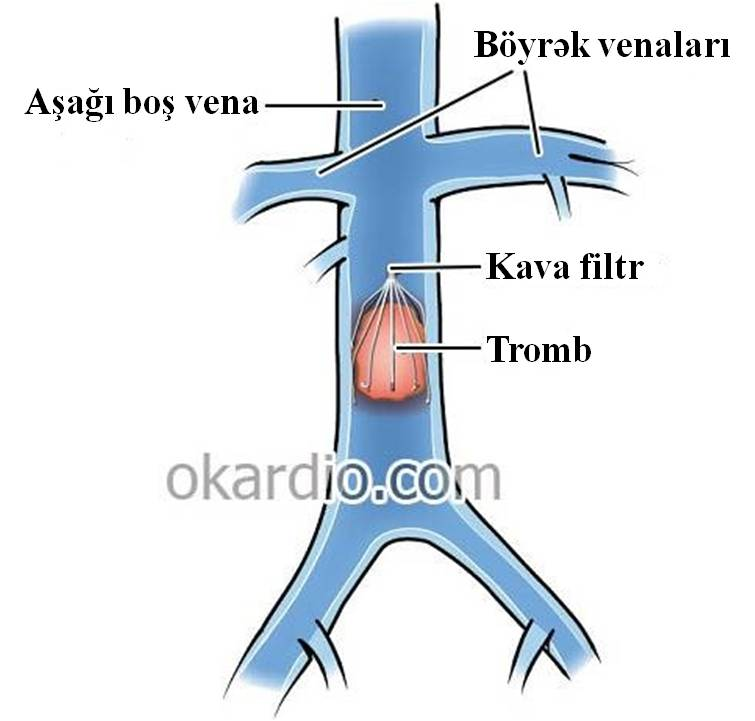 Böyrək venaları
Aşağı boş vena
Kava filtr
Tromb
okardio.com